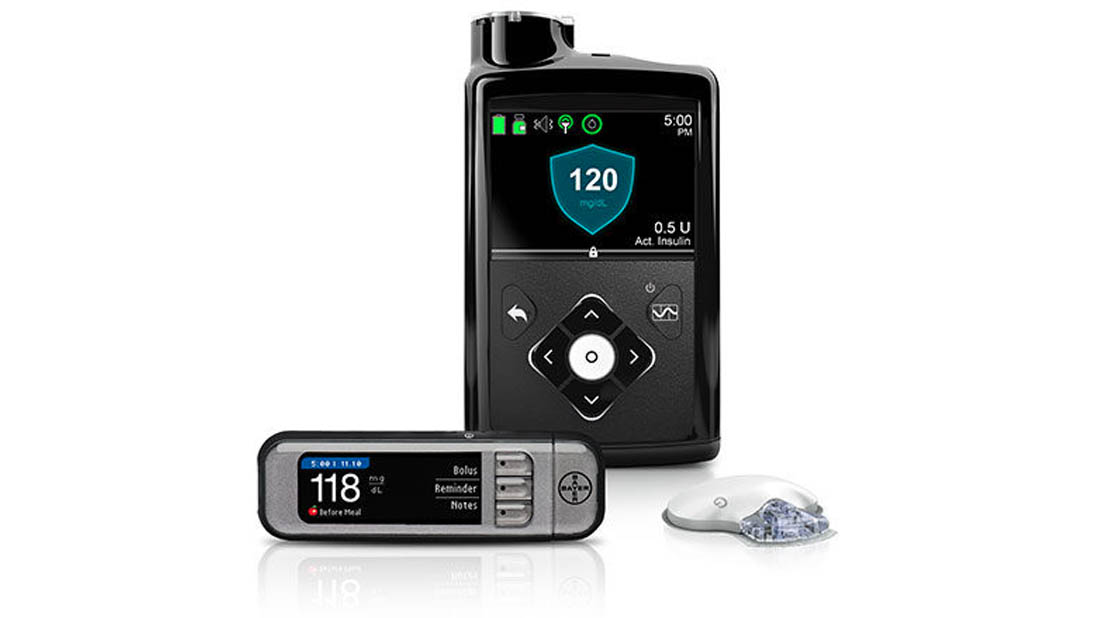 5:00
PM
120
mg/dL
0.5 U
Act. Insulin
5:00 | 11.10
118 mg/dL
Before Meal
Bolus
Reminder
Notes
BAYER
BAYER